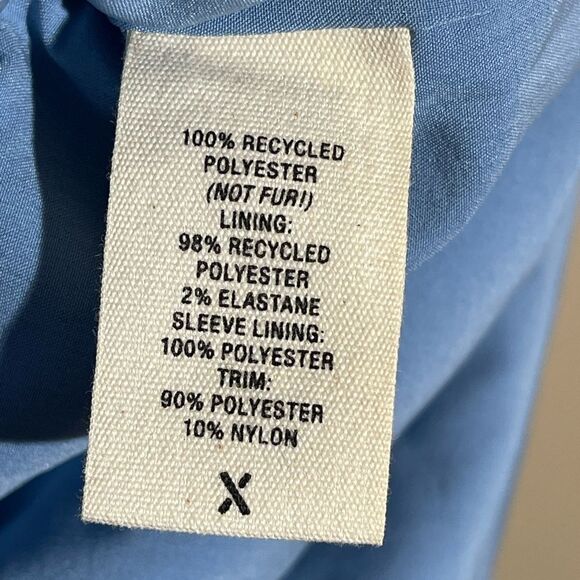 100% RECYCLED
POLYESTER
(NOT FUR!)
LINING:
98% RECYCLED
POLYESTER
2% ELASTANE
SLEEVE LINING:
100% POLYESTER
TRIM:
90% POLYESTER
10% NYLON
X